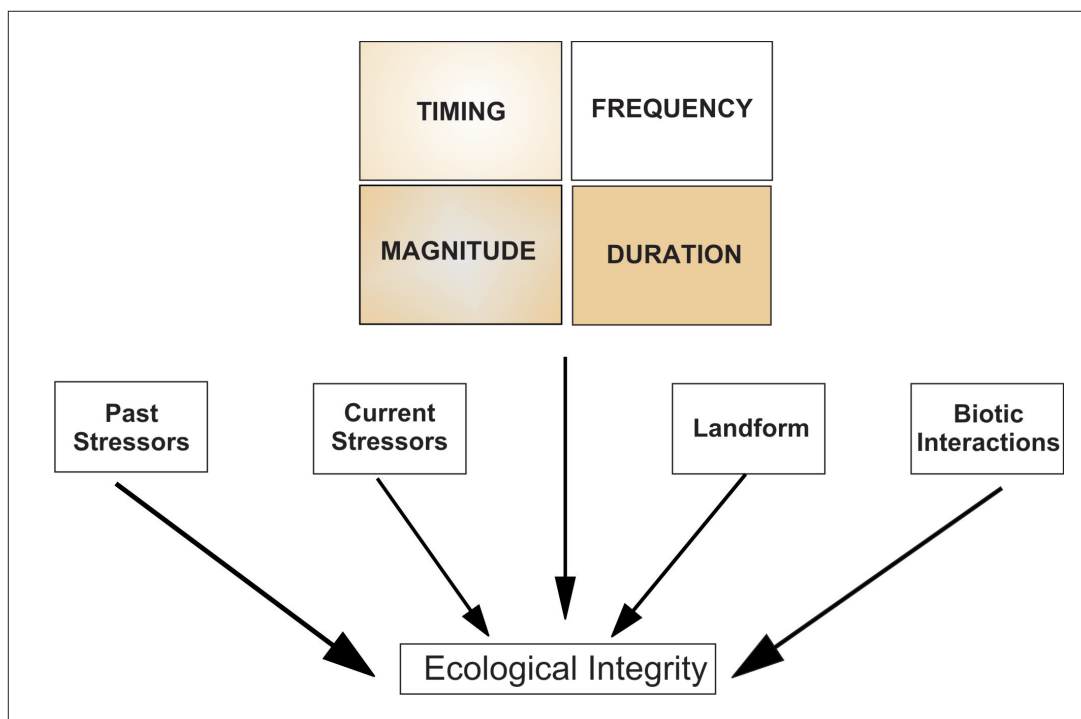 TIMING
FREQUENCY
MAGNITUDE
DURATION
Past
Stressors
Current
Stressors
Landform
Biotic
Interactions
Ecological Integrity